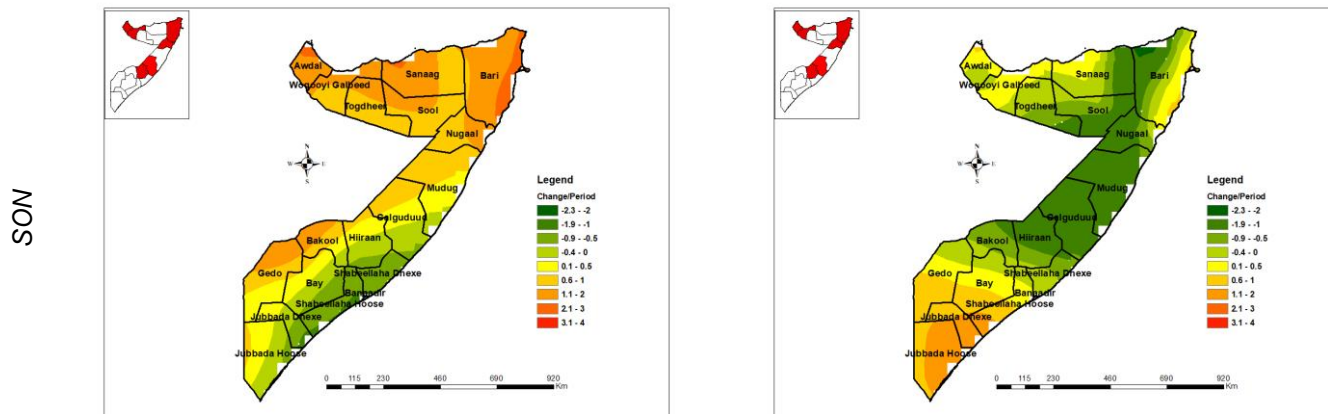 SON
Awdal
Woqooyi Galbeed
Togdheer
Sanaag
Sool
Bari
Nugaal
Mudug
Galguduud
Hiiraan
Bakool
Gedo
Bay
Shabeellaha Dhexe
Banadir
Shabeellaha Hoose
Jubbada Dhexe
Jubbada Hoose
N
W E
S
Legend
Change/Period
-2.3 - -2
-1.9 - -1
-0.9 - -0.5
-0.4 - 0
0.1 - 0.5
0.6 - 1
1.1 - 2
2.1 - 3
3.1 - 4
0 115 230 460 690 920
Km
Awdal
Woqooyi Galbeed
Togdheer
Sanaag
Sool
Bari
Nugaal
Mudug
Galguduud
Hiiraan
Bakool
Gedo
Bay
Shabeellaha Dhexe
Banadir
Shabeellaha Hoose
Jubbada Dhexe
Jubbada Hoose
N
W E
S
Legend
Change/Period
-2.3 - -2
-1.9 - -1
-0.9 - -0.5
-0.4 - 0
0.1 - 0.5
0.6 - 1
1.1 - 2
2.1 - 3
3.1 - 4
0 115 230 460 690 920
Km